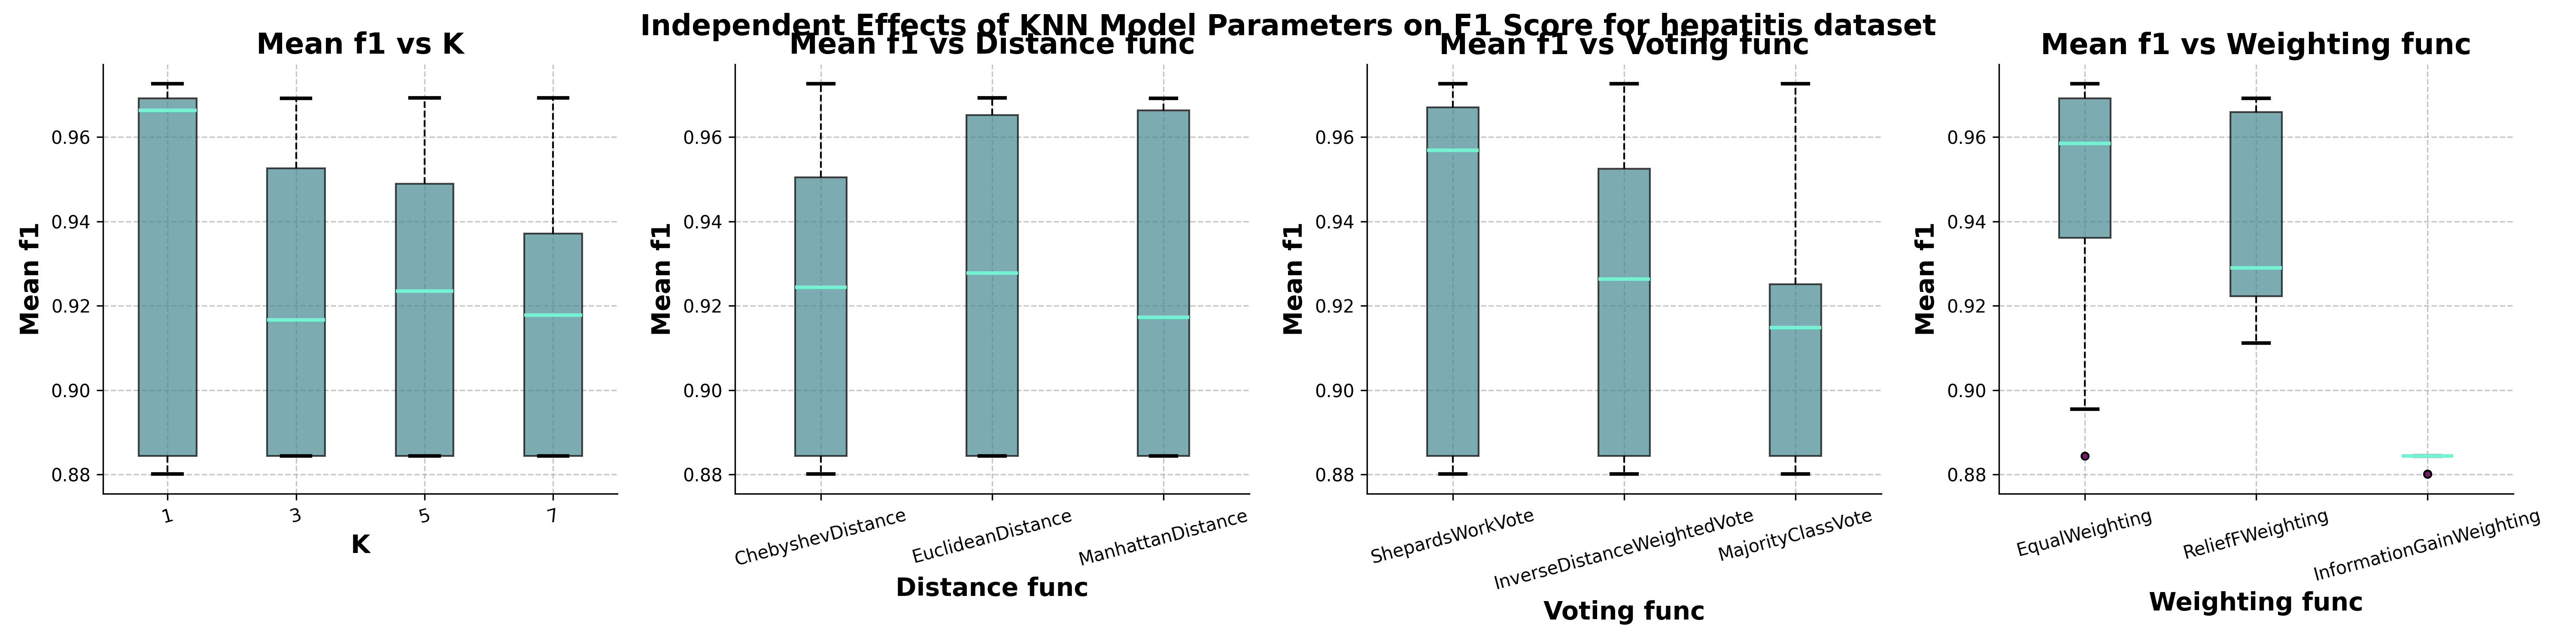 Independent Effects of KNN Model Parameters on F1 Score for hepatitis dataset
Mean f1 vs K
Mean f1
0.96
0.94
0.92
0.90
0.88
1
3
5
7
K
Mean f1 vs Distance func
Mean f1
0.96
0.94
0.92
0.90
0.88
ChebyshevDistance
EuclideanDistance
ManhattanDistance
Distance func
Mean f1 vs Voting func
Mean f1
0.96
0.94
0.92
0.90
0.88
ShepardsWorkVote
InverseDistanceWeightedVote
MajorityClassVote
Voting func
Mean f1 vs Weighting func
Mean f1
0.96
0.94
0.92
0.90
0.88
EqualWeighting
ReliefFWeighting
InformationGainWeighting
Weighting func